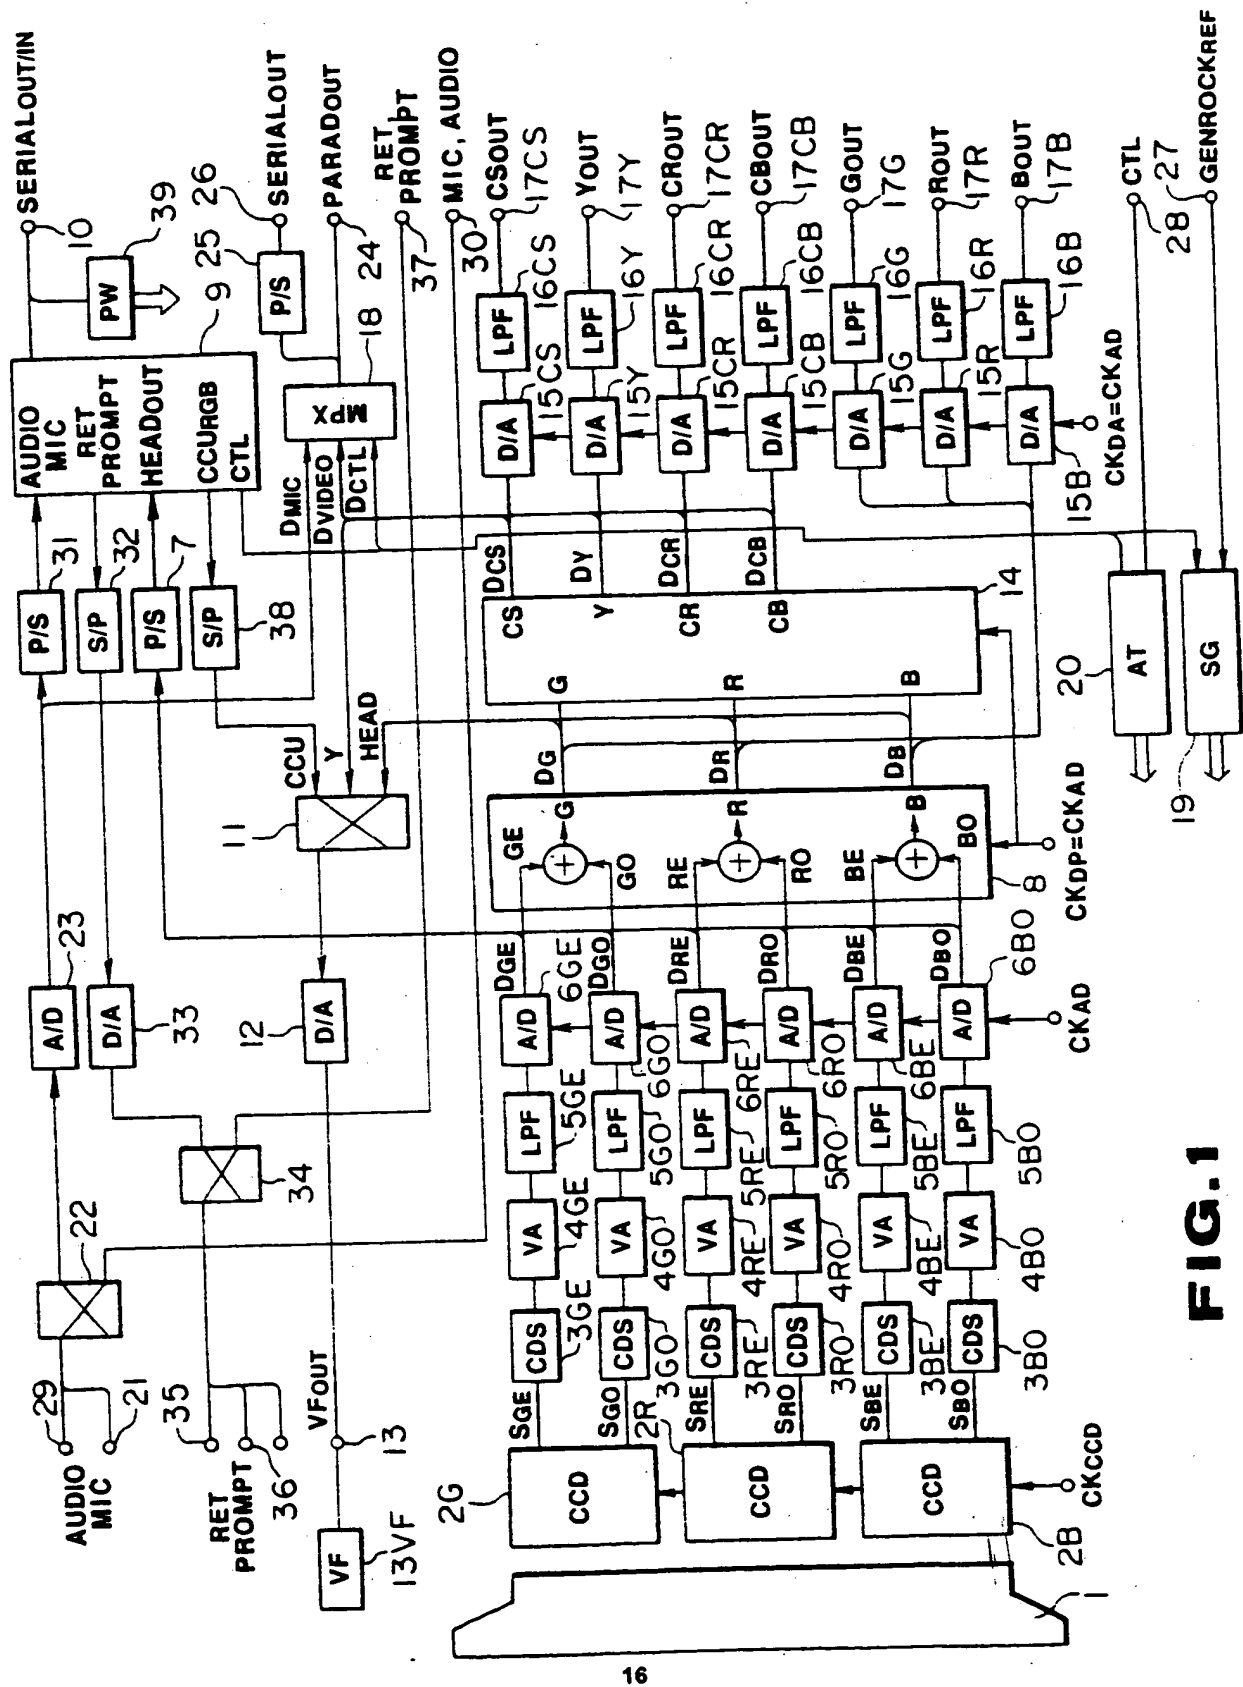 SERIALOUT/IN
10
PW
39
AUDIO
MIC
RET
PROMPT
HEADOUT
CCURGB
CTL
9
P/S
25
SERIALOUT
26
PARADOUT
24
RET
PROMPT
37
MIC, AUDIO
30
MPX
18
DMIC
DVIDEO
DCTL
P/S
31
S/P
32
P/S
7
S/P
38
CCU
Y
HEAD
11
A/D
23
D/A
33
D/A
12
34
22
AUDIO
MIC
29
21
RET
PROMPT
35
36
VFOUT
13
VF
13VF
CSOUT
17CS
LPF
16CS
D/A
15CS
YOUT
17Y
LPF
16Y
D/A
15Y
CROUT
17CR
LPF
16CR
D/A
15CR
CBOUT
17CB
LPF
16CB
D/A
15CB
GOUT
17G
LPF
16G
D/A
15G
ROUT
17R
LPF
16R
D/A
15R
BOUT
17B
LPF
16B
D/A
15B
CKDA=CKAD
CTL
28
27
GENROCKREF
DCS
DY
DCR
DCB
CS
Y
CR
CB
G
R
B
14
AT
20
SG
19
DG
DR
DB
GE
GO
G
RE
RO
R
BE
BO
B
8
CKDP=CKAD
DGE
DGO
DRE
DRO
DBE
DBO
A/D
6GE
A/D
6GO
A/D
6RE
A/D
6RO
A/D
6BE
A/D
6BO
CKAD
LPF
5GE
LPF
5GO
LPF
5RE
LPF
5RO
LPF
5BE
LPF
5BO
VA
4GE
VA
4GO
VA
4RE
VA
4RO
VA
4BE
VA
4BO
CDS
3GE
CDS
3GO
CDS
3RE
CDS
3RO
CDS
3BE
CDS
3BO
SGE
SGO
SRE
SRO
SBE
SBO
CCD
2G
CCD
2R
CCD
2B
CKCCD
1
FIG.1
16